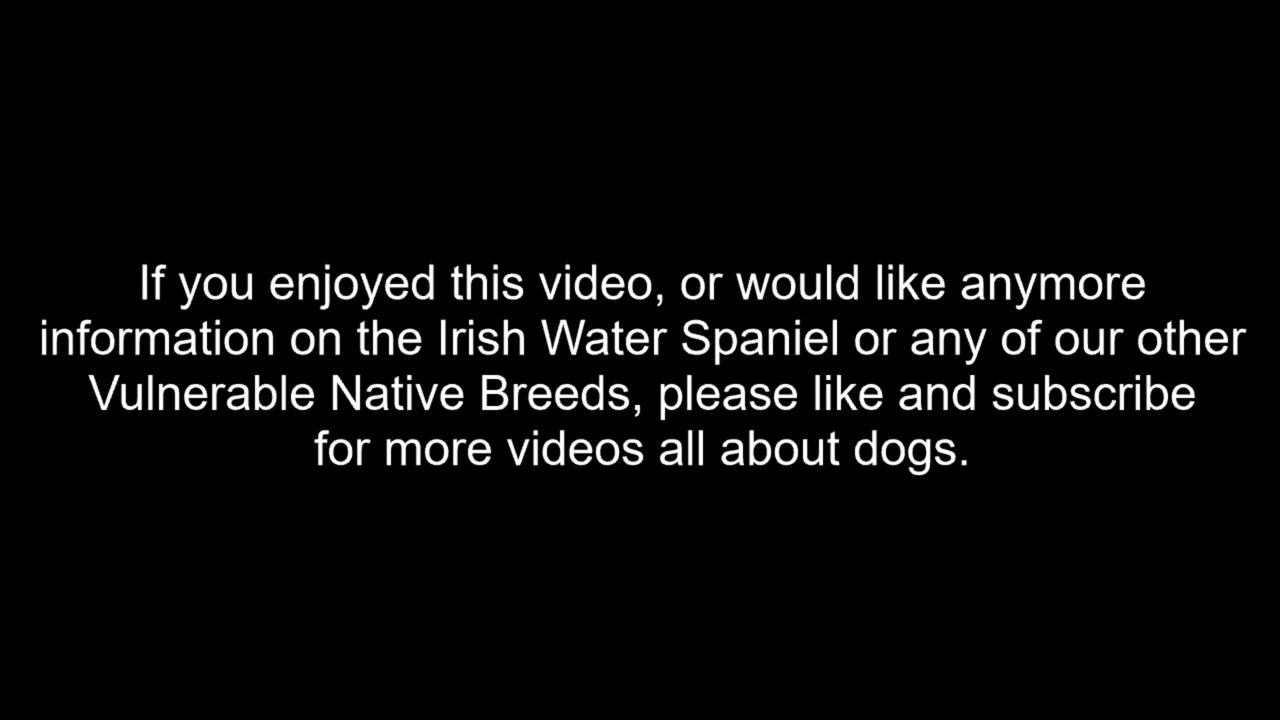 If you enjoyed this video, or would like anymore
information on the Irish Water Spaniel or any of our other
Vulnerable Native Breeds, please like and subscribe
for more videos all about dogs.